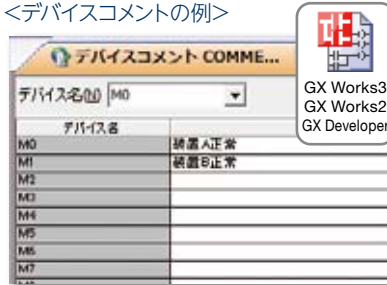 <デバイスコメントの例>
デバイスコメント COMME...
デバイス名(N) M0
GX Works3
GX Works2
GX Developer
デバイス名
M0 装置A正常
M1 装置B正常
M2
M3
M4
M5
M6
M7